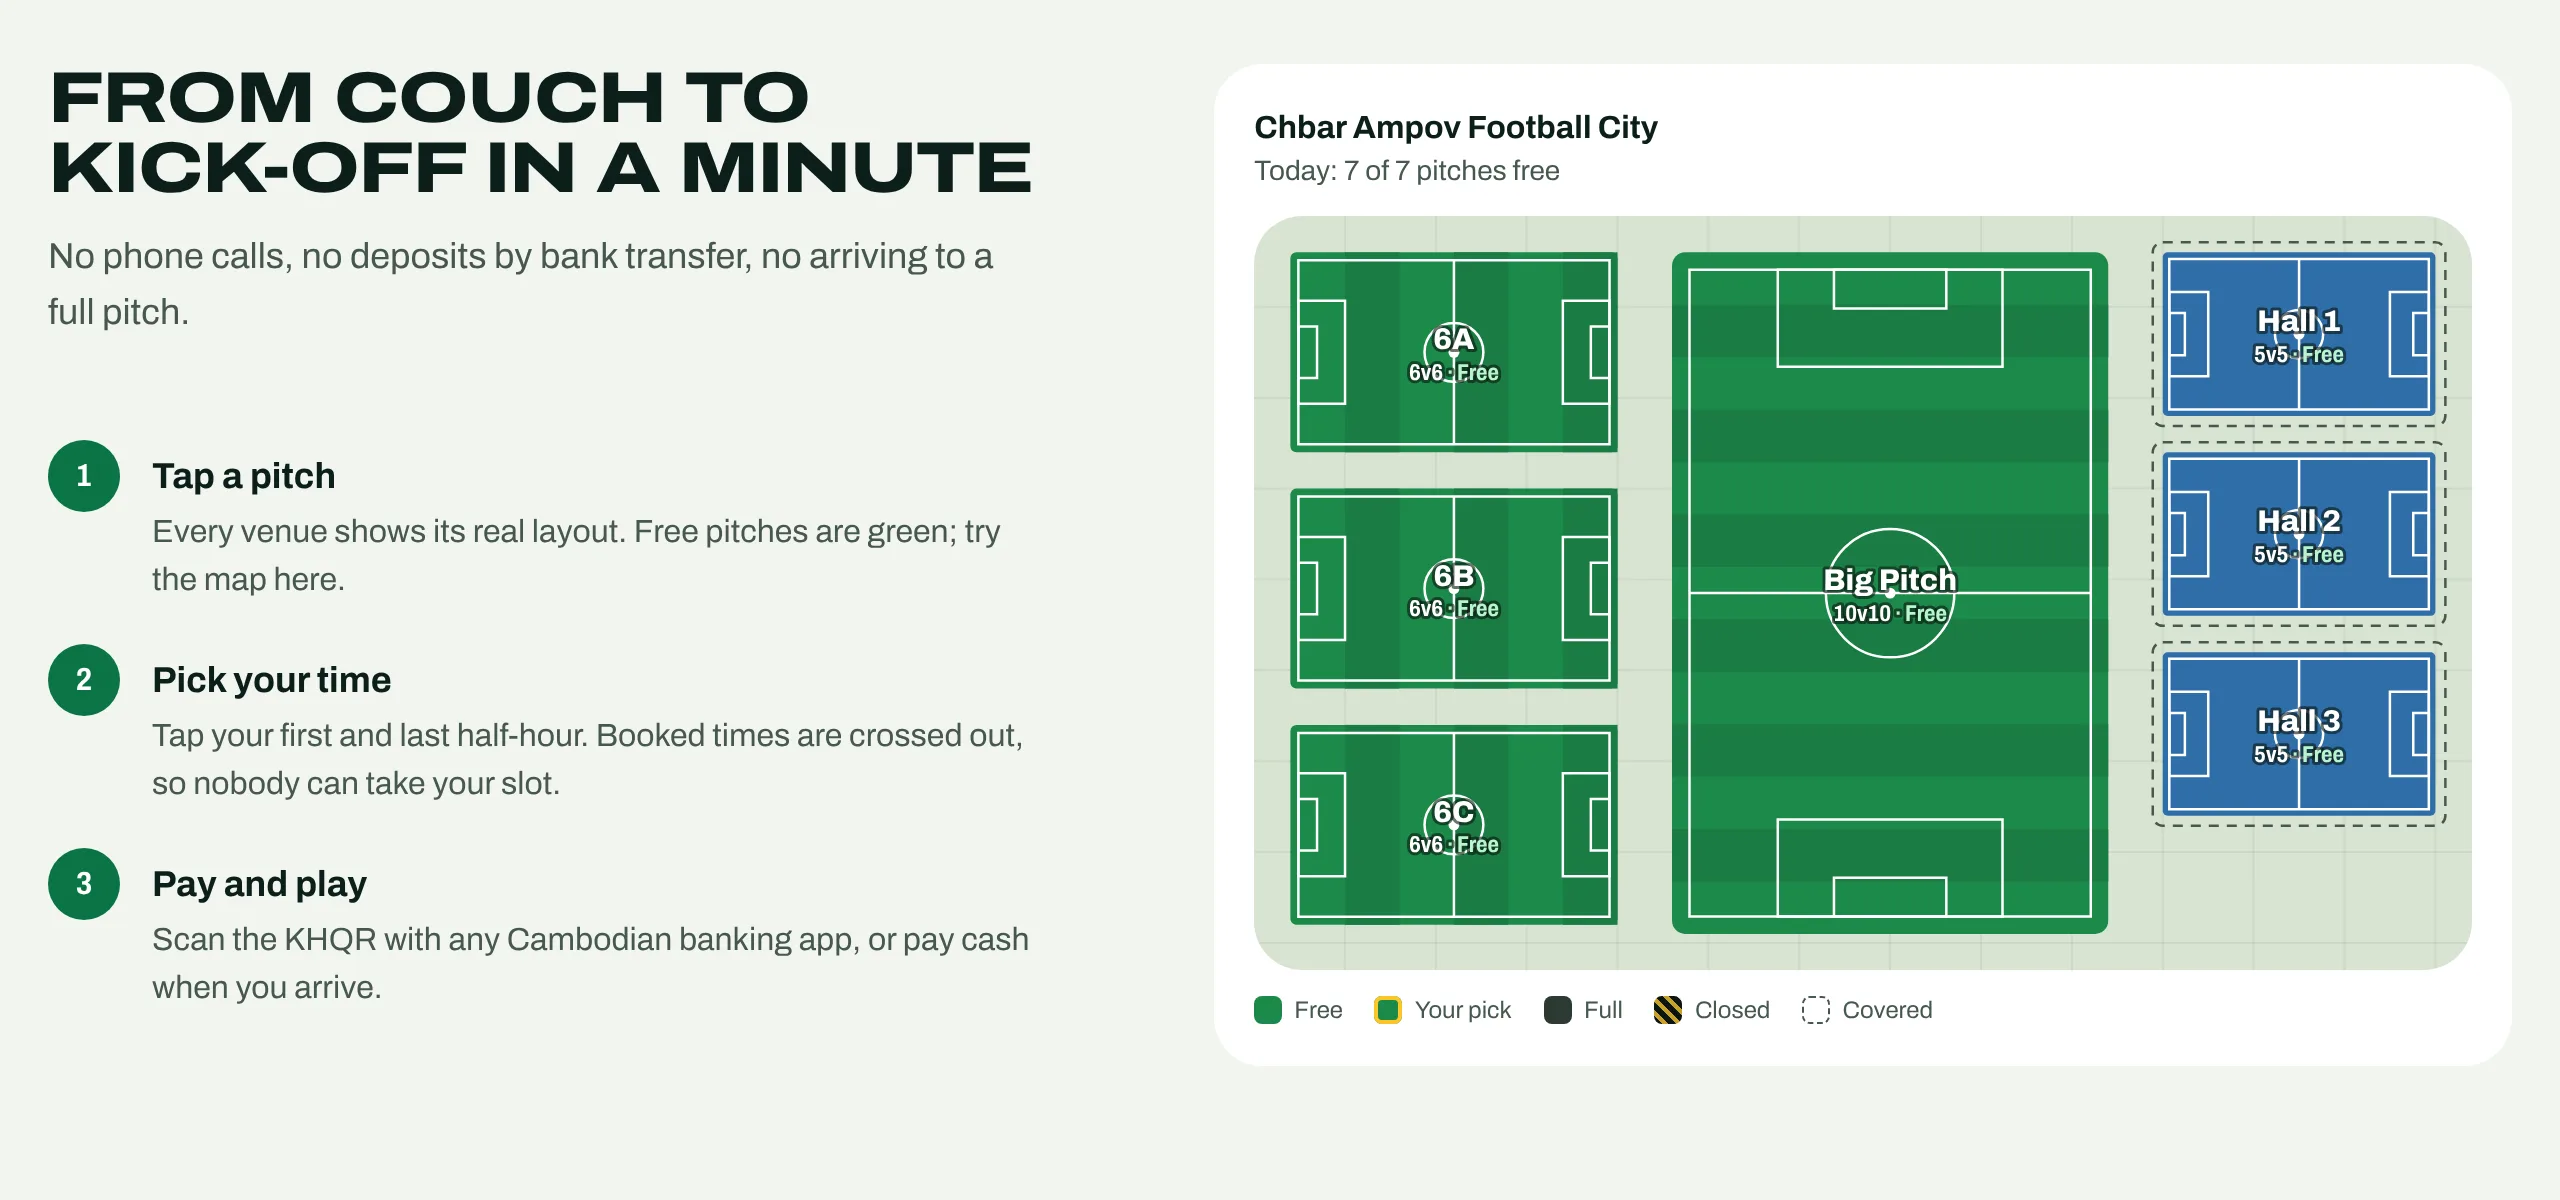 FROM COUCH TO
KICK-OFF IN A MINUTE
No phone calls, no deposits by bank transfer, no arriving to a
full pitch.
1
Tap a pitch
Every venue shows its real layout. Free pitches are green; try
the map here.
2
Pick your time
Tap your first and last half-hour. Booked times are crossed out,
so nobody can take your slot.
3
Pay and play
Scan the KHQR with any Cambodian banking app, or pay cash
when you arrive.
Chbar Ampov Football City
Today: 7 of 7 pitches free
6A
6v6 · Free
6B
6v6 · Free
6C
6v6 · Free
Big Pitch
10v10 · Free
Hall 1
5v5 · Free
Hall 2
5v5 · Free
Hall 3
5v5 · Free
Free Your pick Full Closed Covered